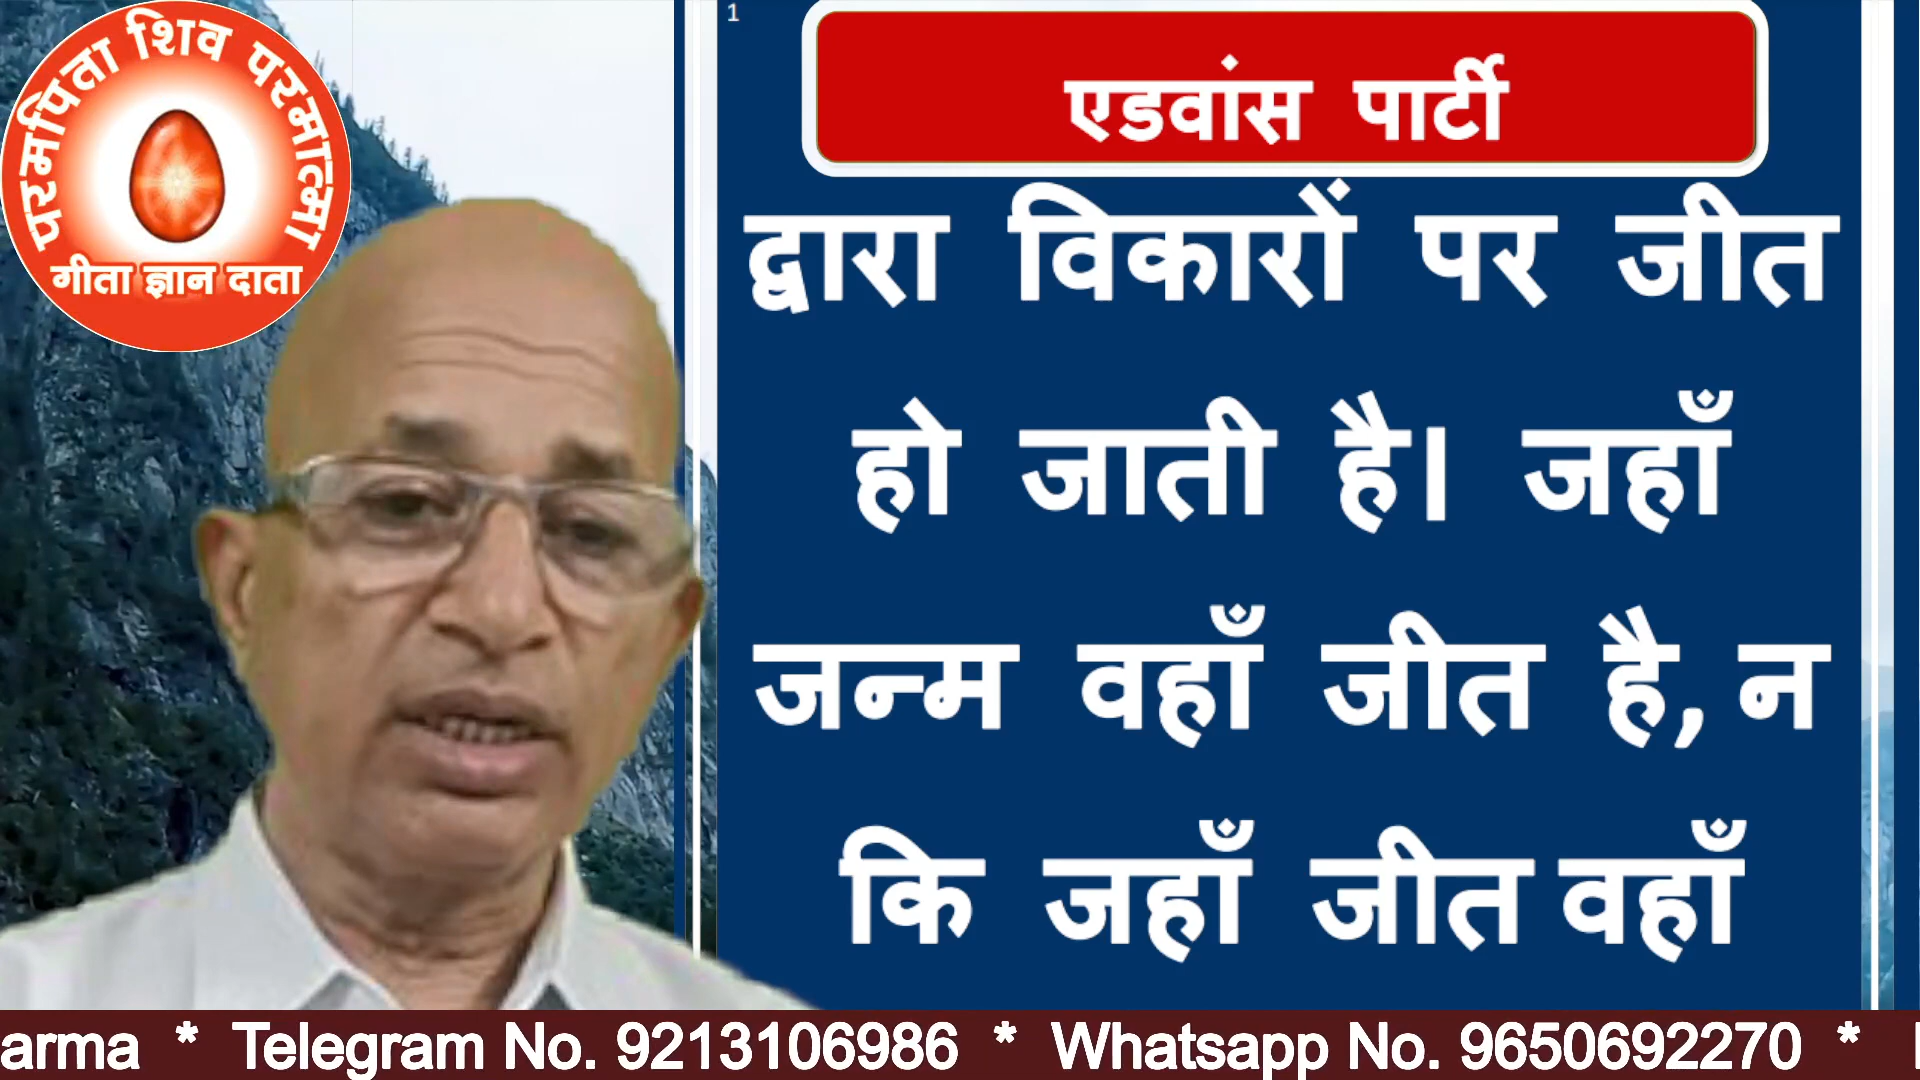 परमपिता शिव परमात्मा
गीता ज्ञान दाता
1
एडवांस पार्टी
द्वारा विकारों पर जीत
हो जाती है। जहाँ
जन्म वहाँ जीत है, न
कि जहाँ जीत वहाँ
arma * Telegram No. 9213106986 * Whatsapp No. 9650692270 *